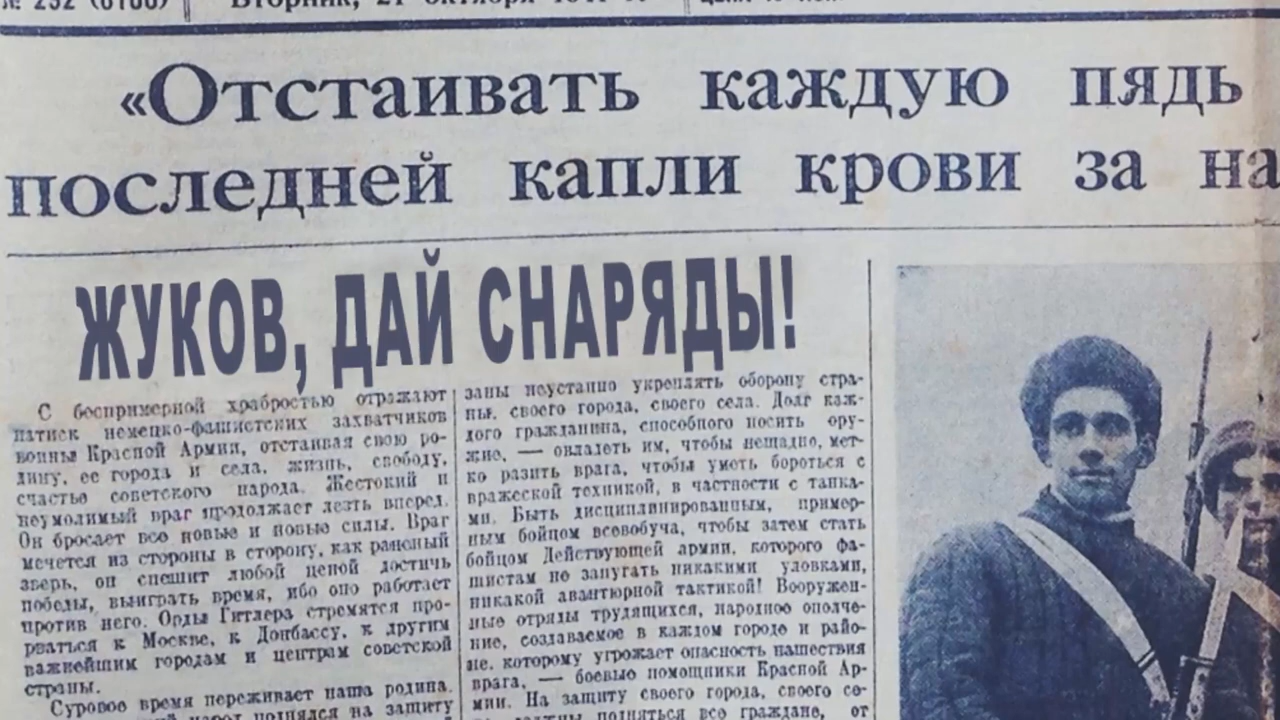 Вторник, 21 октября
«Отстаивать каждую пядь
последней капли крови за на
ЖУКОВ, ДАЙ СНАРЯДЫ!
С беспримерной храбростью отражают
натиск немецко-фашистских захватчиков
воины Красной Армии, отстаивая свою ро-
дину, ее города и села, жизнь, свободу,
счастье советского народа. Жестокий и
неумолимый враг продолжает лезть вперед.
Он бросает все новые и новые силы. Враг
мечется из стороны в сторону, как раненый
зверь, он спешит любой ценой достичь
победы, выиграть время, ибо оно работает
против него. Орды Гитлера стремятся про-
рваться к Москве, к Донбассу, к другим
важнейшим городам и центрам советской
страны.
Суровое время переживает наша родина.
народ поднялся на защиту
заны неустанно укреплять оборону стра-
ны, своего города, своего села. Долг каж-
дого гражданина, способного носить ору-
жие, — овладеть им, чтобы нещадно, мет-
ко разить врага, чтобы уметь бороться с
вражеской техникой, в частности с танка-
ми. Быть дисциплинированным, пример-
ным бойцом всевобуча, чтобы затем стать
бойцом Действующей армии, которого фа-
шистам не запугать никакими уловками,
никакой авантюрной тактикой! Вооружен-
ные отряды трудящихся, народное ополче-
ние, создаваемое в каждом городе и райо-
не, которому угрожает опасность нашествия
врага, — боевые помощники Красной Ар-
мии. На защиту своего города, своего се-
должны подняться все граждане, от